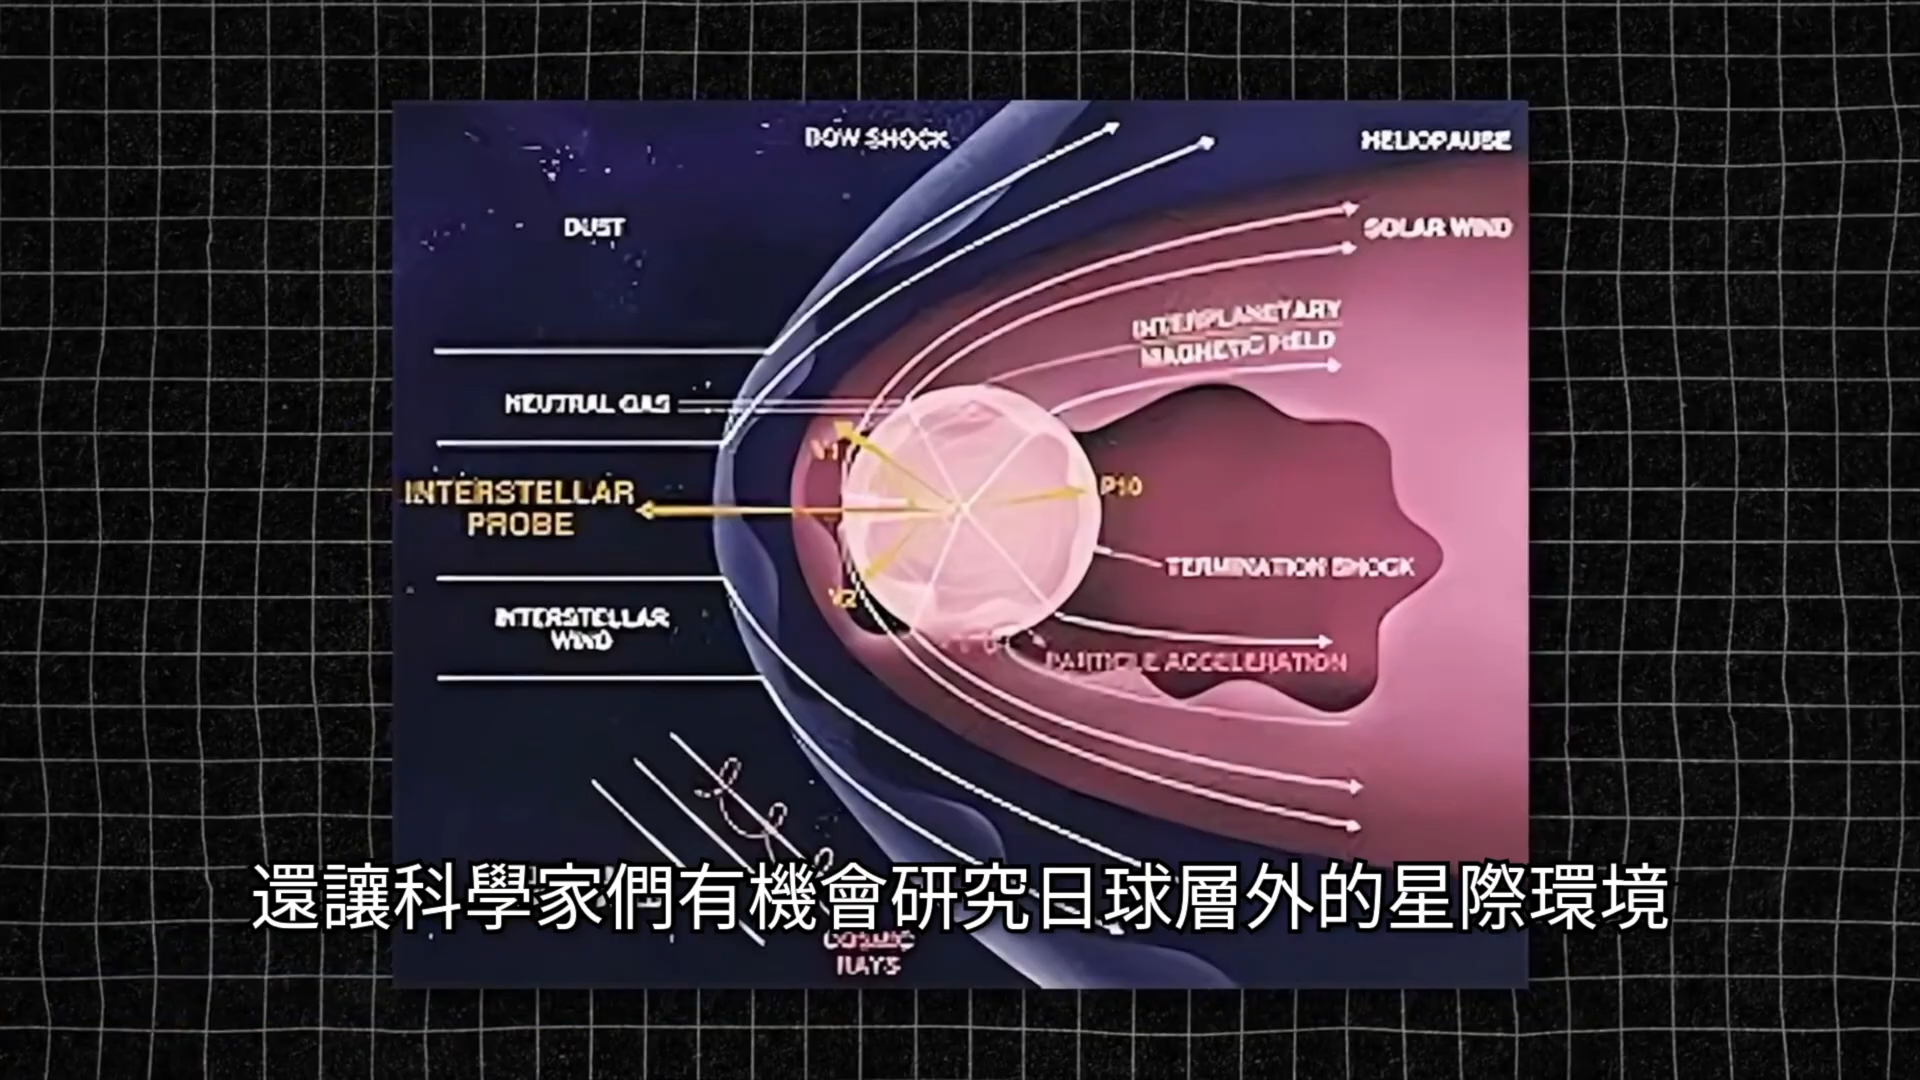 BOW SHOCK
HELIOPAUSE
DUST
SOLAR WIND
INTERPLANETARY
MAGNETIC FIELD
NEUTRAL GAS
V1
INTERSTELLAR
PROBE
P10
TERMINATION SHOCK
V2
INTERSTELLAR
WIND
PARTICLE ACCELERATION
還讓科學家們有機會研究日球層外的星際環境
COSMIC
RAYS